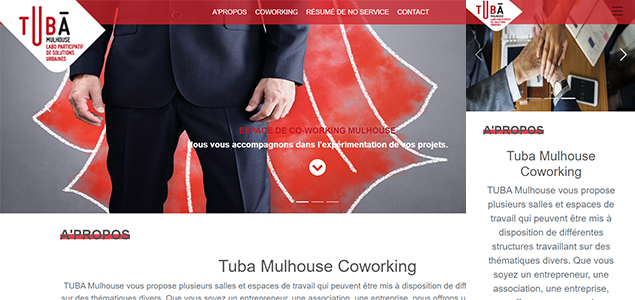 TUBĀ
MULHOUSE
LABO PARTICIPATIF
DE SOLUTIONS
URBAINES
A'PROPOS COWORKING RÉSUMÉ DE NO SERVICE CONTACT
ESPACE DE CO-WORKING MULHOUSE
Nous vous accompagnons dans l'expérimentation de vos projets.
A'PROPOS
Tuba Mulhouse Coworking
TUBA Mulhouse vous propose plusieurs salles et espaces de travail qui peuvent être mis à disposition de diff
sur des thématiques divers. Que vous soyez un entrepreneur, une association, une entreprise, nous offrons u
TUBĀ
MULHOUSE
LABO PARTICIPATIF
DE SOLUTIONS
URBAINES
A'PROPOS
Tuba Mulhouse
Coworking
TUBA Mulhouse vous propose
plusieurs salles et espaces de
travail qui peuvent être mis à
disposition de différentes
structures travaillant sur des
thématiques divers. Que vous
soyez un entrepreneur, une
association, une entreprise,